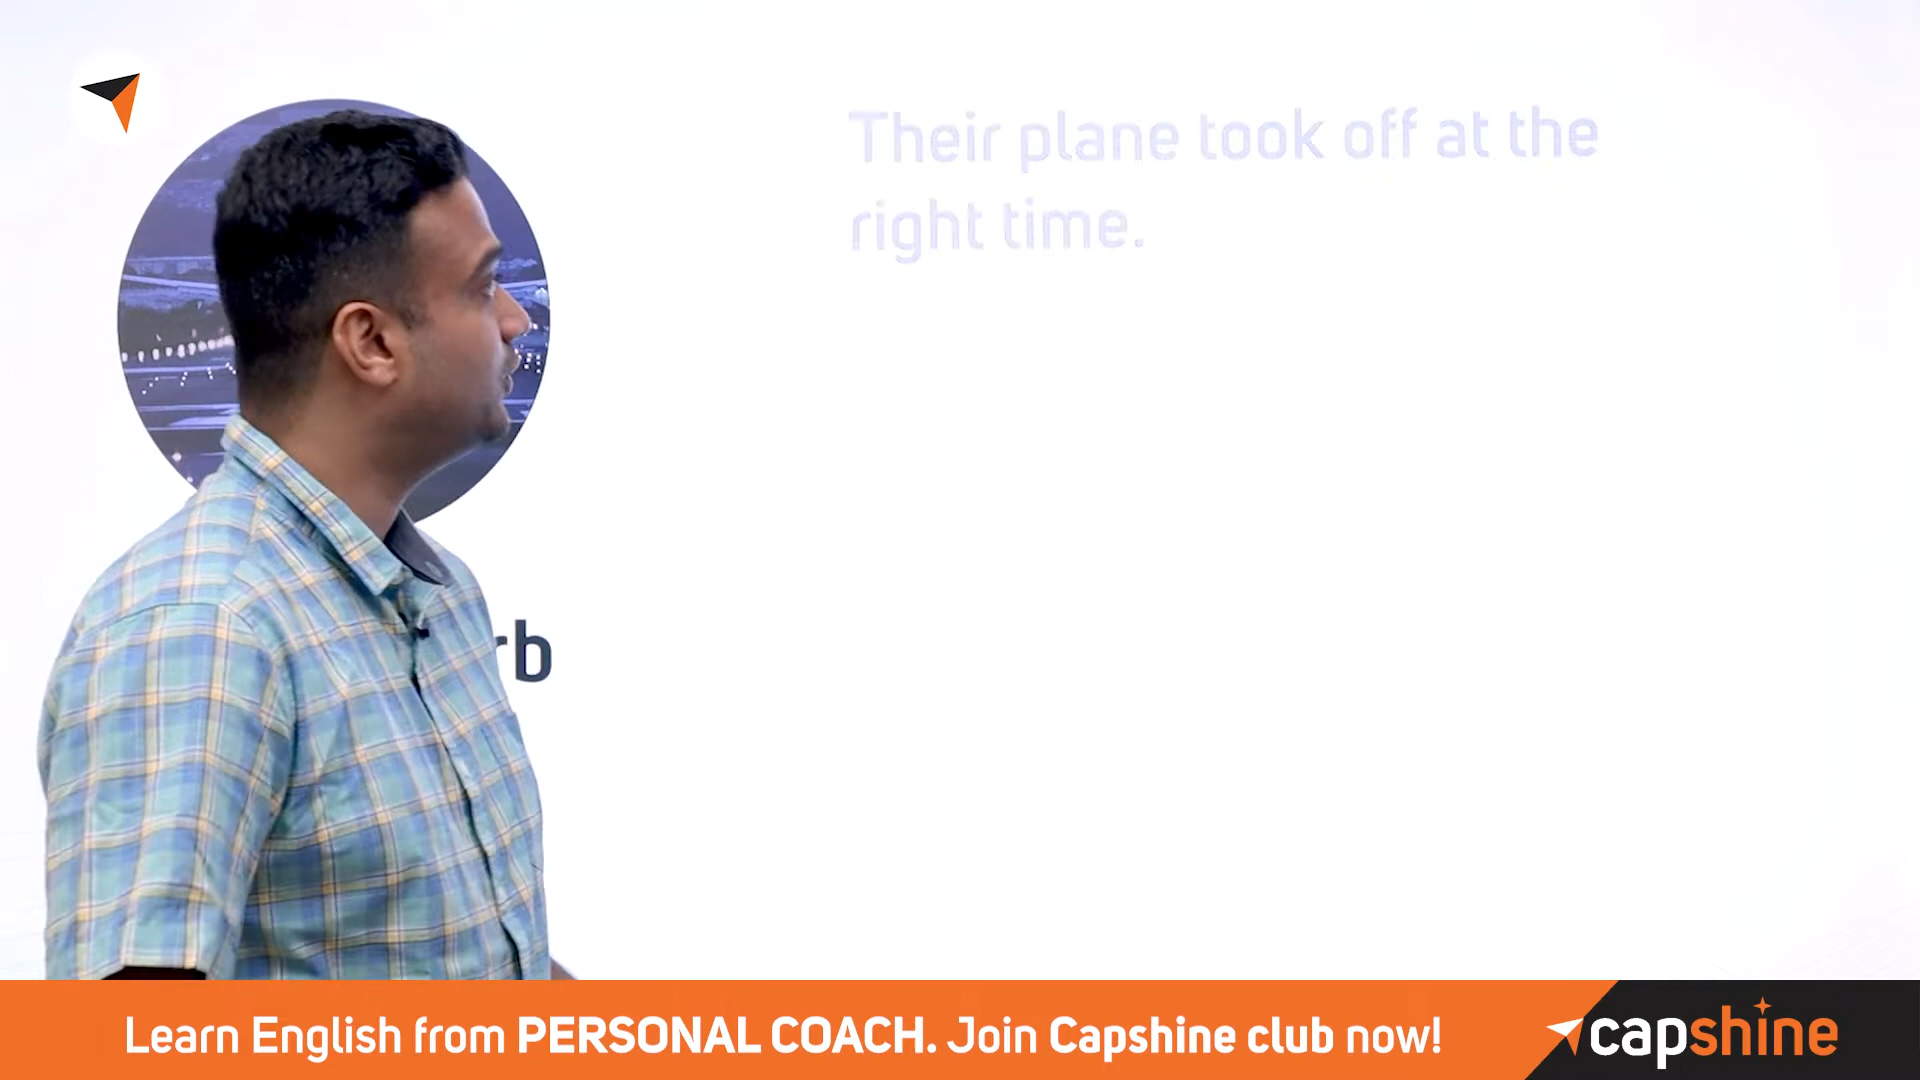 Their plane took off at the
right time.
rb
Learn English from PERSONAL COACH. Join Capshine club now!
capshine